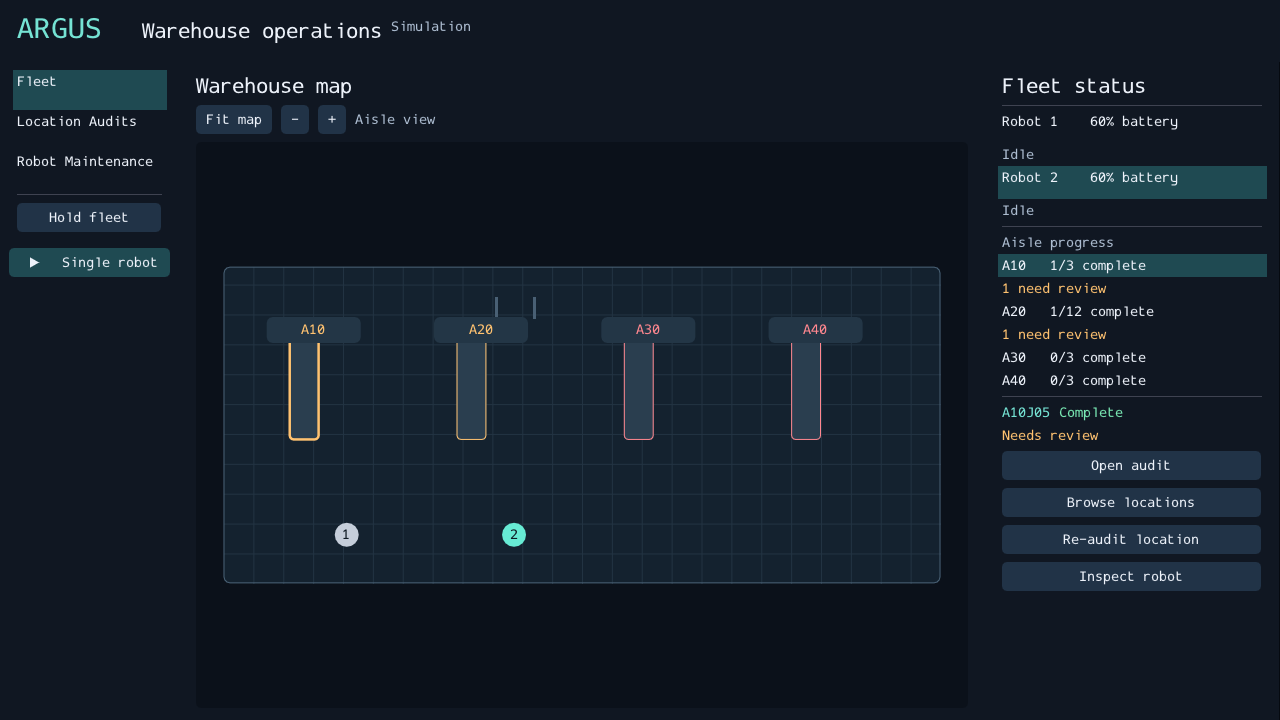 ARGUS Warehouse operations Simulation
Fleet
Location Audits
Robot Maintenance
Hold fleet
▶ Single robot
Warehouse map
Fit map - + Aisle view
A10 A20 A30 A40
1 2
Fleet status
Robot 1 60% battery
Idle
Robot 2 60% battery
Idle
Aisle progress
A10 1/3 complete
1 need review
A20 1/12 complete
1 need review
A30 0/3 complete
A40 0/3 complete
A10J05 Complete
Needs review
Open audit
Browse locations
Re-audit location
Inspect robot